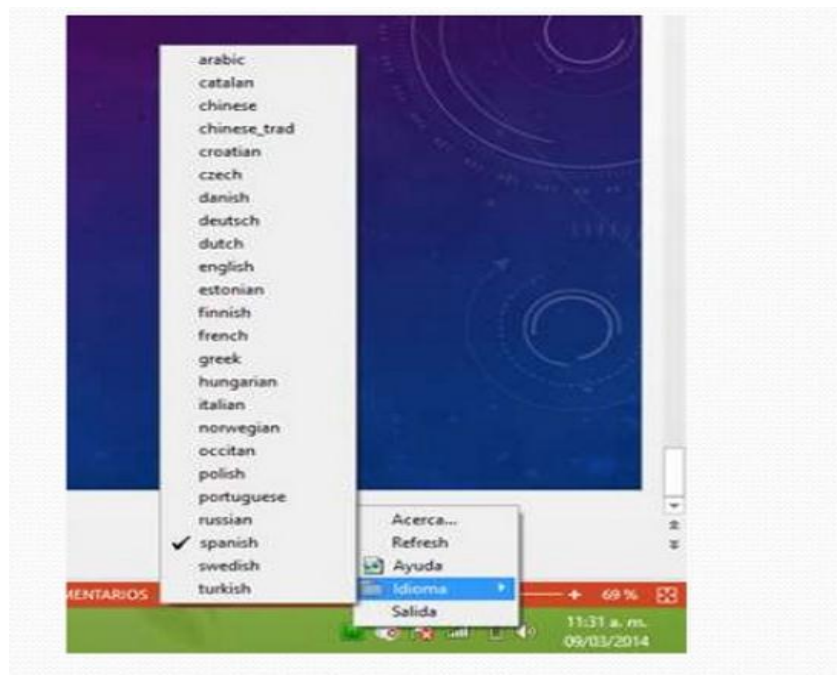 arabic
catalan
chinese
chinese_trad
croatian
czech
danish
deutsch
dutch
english
estonian
finnish
french
greek
hungarian
italian
norwegian
occitan
polish
portuguese
russian
spanish
swedish
turkish
Acerca...
Refresh
Ayuda
Idioma
Salida
MENTARIOS
69 %
11:31 a. m.
09/03/2014